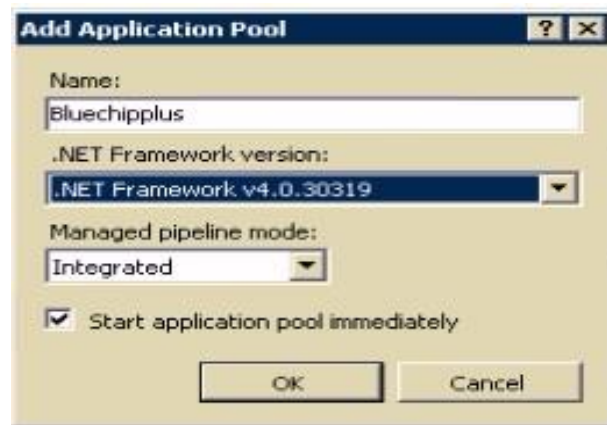 Add Application Pool
Name:
Bluechipplus
.NET Framework version:
.NET Framework v4.0.30319
Managed pipeline mode:
Integrated
Start application pool immediately
OK Cancel